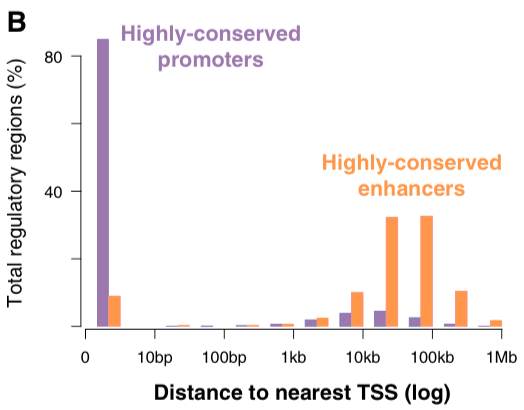 B
Highly-conserved
promoters
Highly-conserved
enhancers
Total regulatory regions (%)
80
40
0 10bp 100bp 1kb 10kb 100kb 1Mb
Distance to nearest TSS (log)